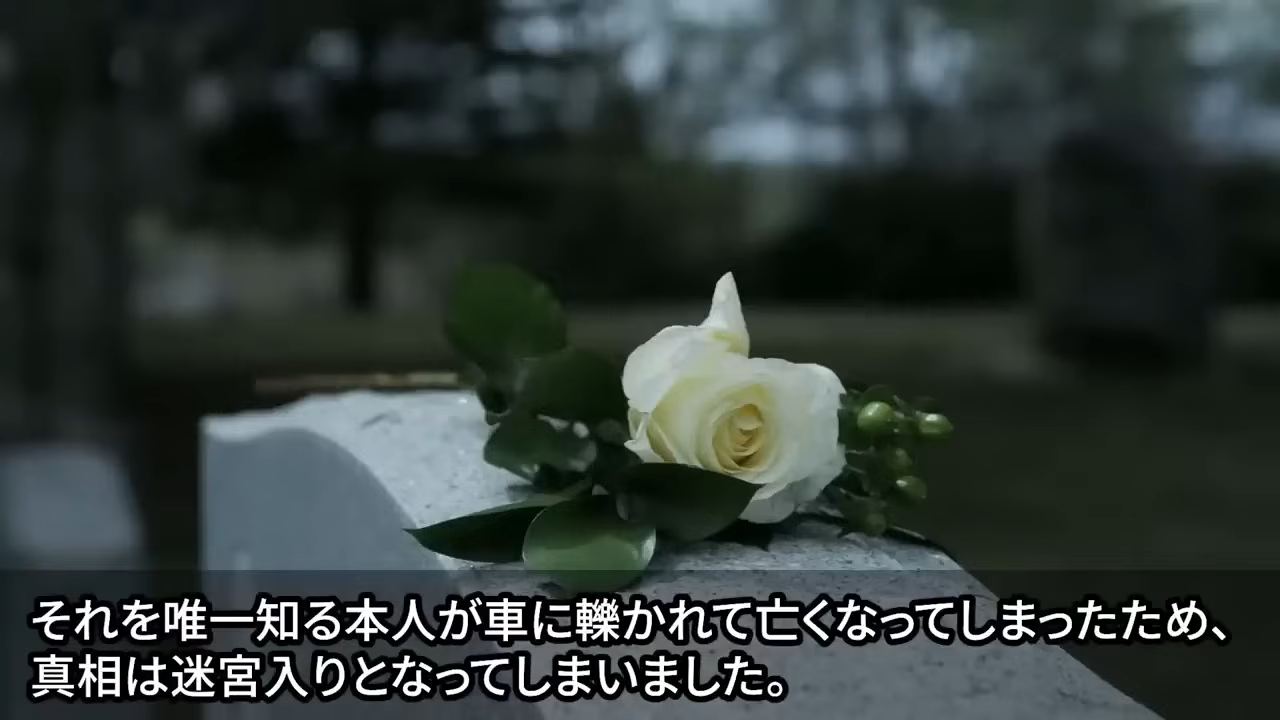 それを唯一知る本人が車に轢かれて亡くなってしまったため、
真相は迷宮入りとなってしまいました。